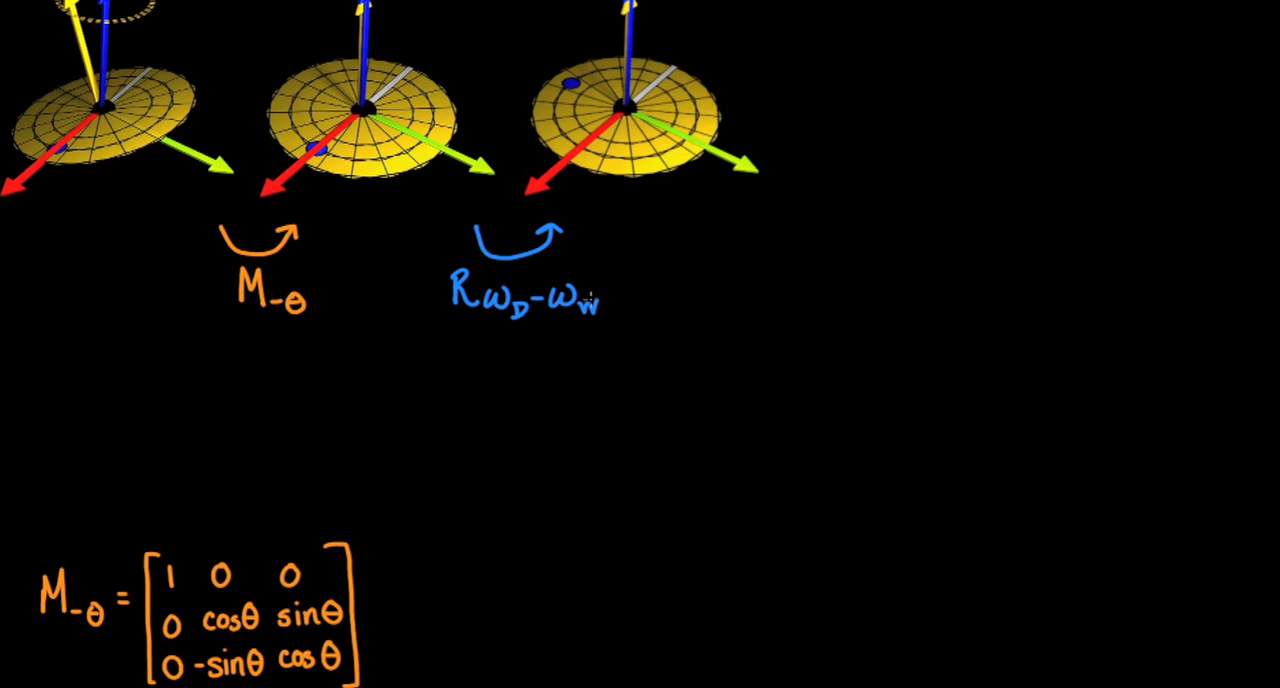 M-θ
Rω_D-ω_W
M-θ = [1 0 0
0 cosθ sinθ
0 -sinθ cosθ]